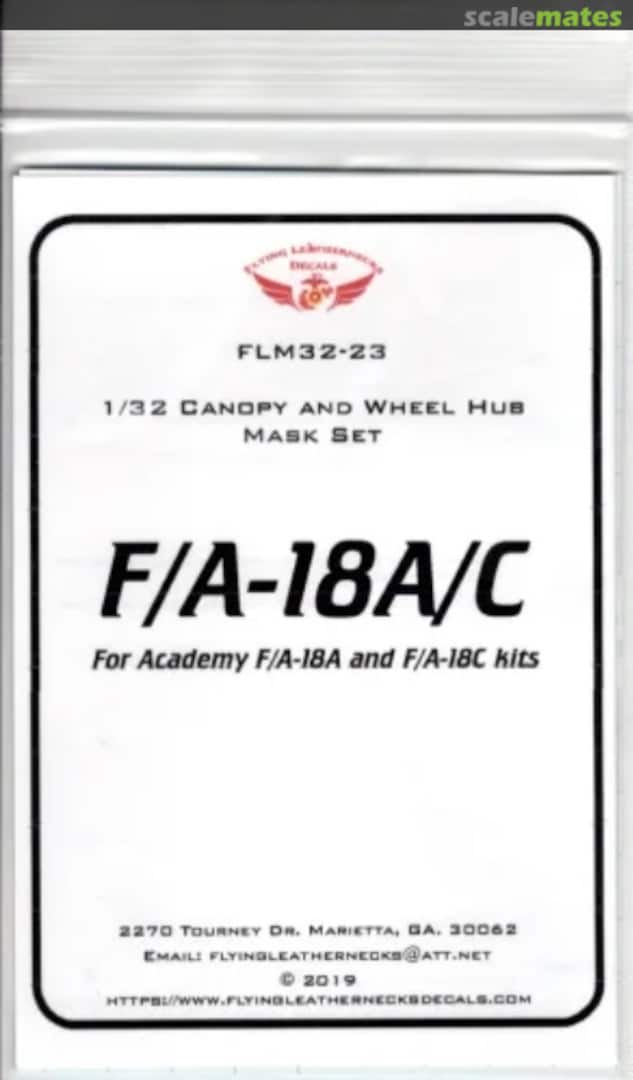 scalemates
FLYING LEATHERNECKS
DECALS
FLM32-23
1/32 CANOPY AND WHEEL HUB
MASK SET
F/A-18A/C
For Academy F/A-18A and F/A-18C kits
2270 TOURNEY DR. MARIETTA, GA. 30062
EMAIL: FLYINGLEATHERNECKS@ATT.NET
© 2019
HTTPS://WWW.FLYINGLEATHERNECKSDECALS.COM